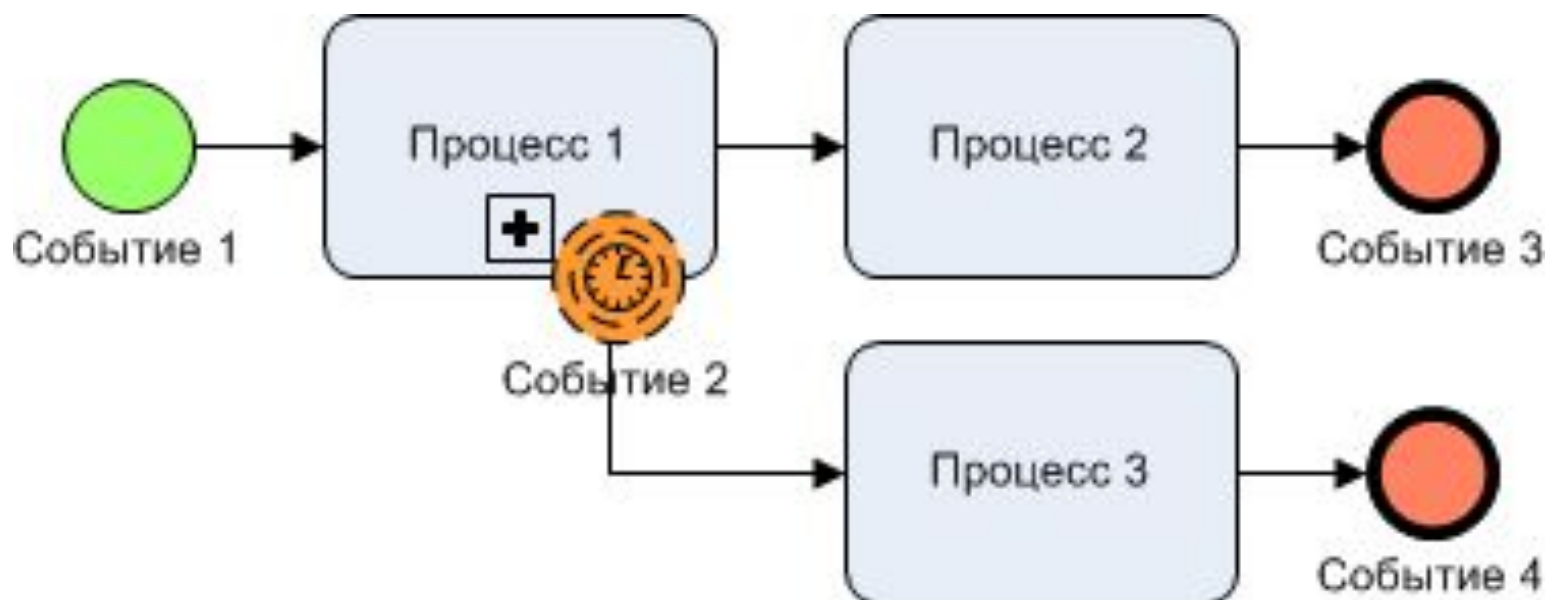 Процесс 1
Процесс 2
Событие 1
Событие 3
Событие 2
Процесс 3
Событие 4